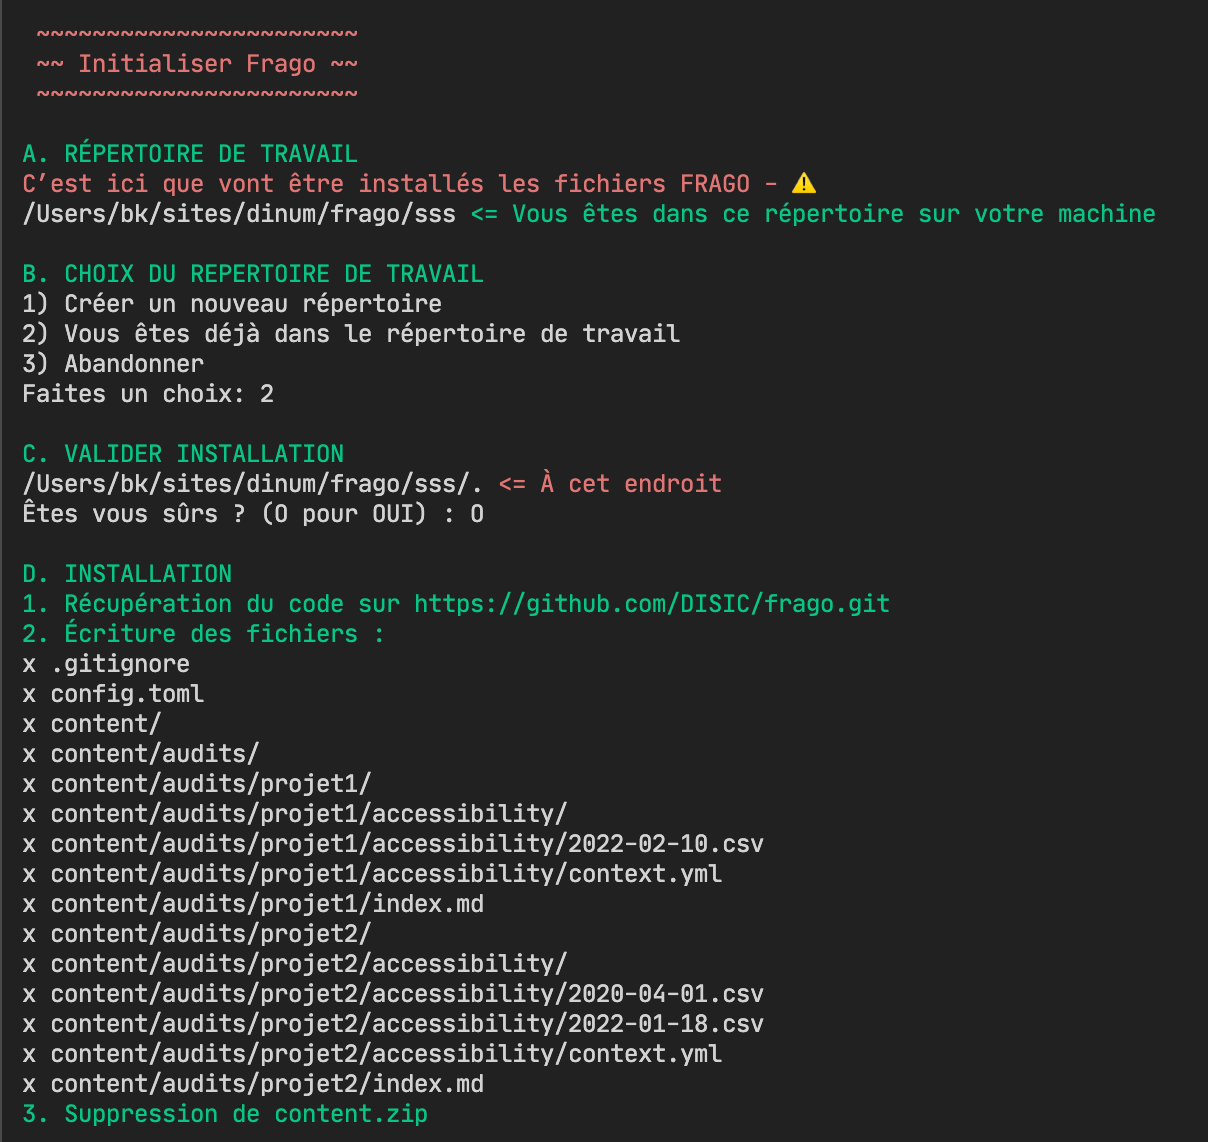 ~~~~~~~~~~~~~~~~~~~~~~~
~~ Initialiser Frago ~~
~~~~~~~~~~~~~~~~~~~~~~~
A. RÉPERTOIRE DE TRAVAIL
C’est ici que vont être installés les fichiers FRAGO - ⚠️
/Users/bk/sites/dinum/frago/sss <= Vous êtes dans ce répertoire sur votre machine
B. CHOIX DU REPERTOIRE DE TRAVAIL
1) Créer un nouveau répertoire
2) Vous êtes déjà dans le répertoire de travail
3) Abandonner
Faites un choix: 2
C. VALIDER INSTALLATION
/Users/bk/sites/dinum/frago/sss/. <= À cet endroit
Êtes vous sûrs ? (O pour OUI) : O
D. INSTALLATION
1. Récupération du code sur https://github.com/DISIC/frago.git
2. Écriture des fichiers :
x .gitignore
x config.toml
x content/
x content/audits/
x content/audits/projet1/
x content/audits/projet1/accessibility/
x content/audits/projet1/accessibility/2022-02-10.csv
x content/audits/projet1/accessibility/context.yml
x content/audits/projet1/index.md
x content/audits/projet2/
x content/audits/projet2/accessibility/
x content/audits/projet2/accessibility/2020-04-01.csv
x content/audits/projet2/accessibility/2022-01-18.csv
x content/audits/projet2/accessibility/context.yml
x content/audits/projet2/index.md
3. Suppression de content.zip